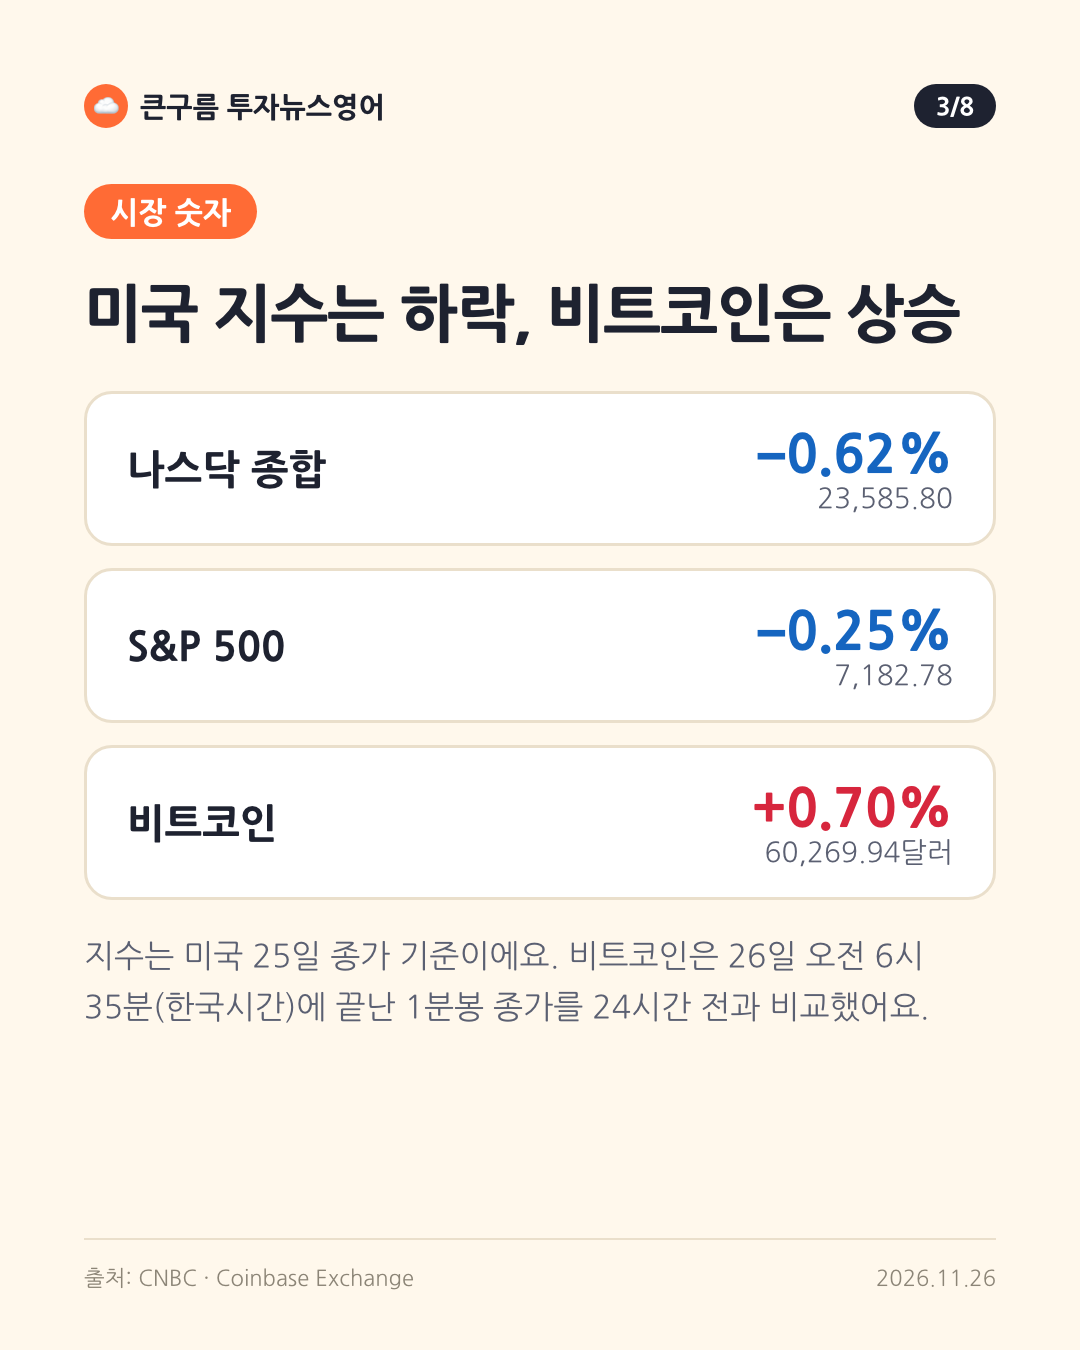 큰구름 투자뉴스영어
3/8
시장 숫자
미국 지수는 하락, 비트코인은 상승
나스닥 종합
−0.62%
23,585.80
S&P 500
−0.25%
7,182.78
비트코인
+0.70%
60,269.94달러
지수는 미국 25일 종가 기준이에요. 비트코인은 26일 오전 6시
35분(한국시간)에 끝난 1분봉 종가를 24시간 전과 비교했어요.
출처: CNBC · Coinbase Exchange
2026.11.26